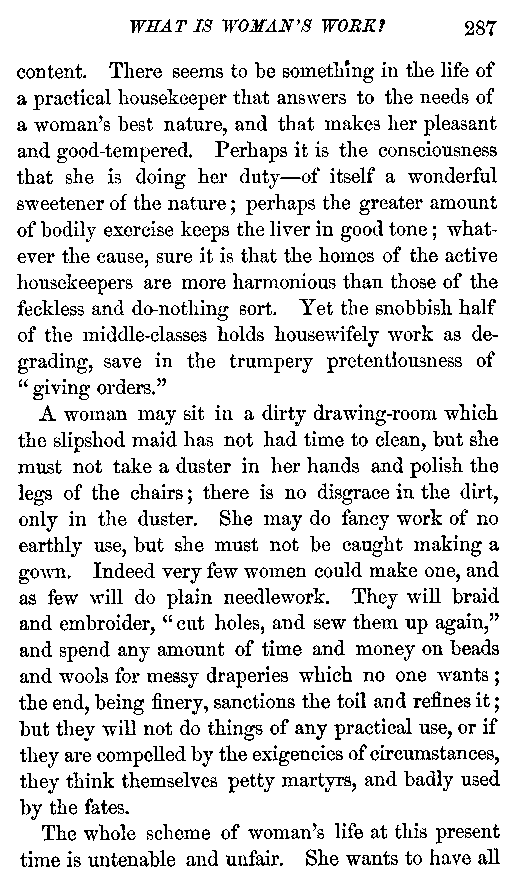 WHAT IS WOMAN'S WORK? 287
content. There seems to be something in the life of
a practical housekeeper that answers to the needs of
a woman's best nature, and that makes her pleasant
and good-tempered. Perhaps it is the consciousness
that she is doing her duty—of itself a wonderful
sweetener of the nature; perhaps the greater amount
of bodily exercise keeps the liver in good tone; what-
ever the cause, sure it is that the homes of the active
housekeepers are more harmonious than those of the
feckless and do-nothing sort. Yet the snobbish half
of the middle-classes holds housewifely work as de-
grading, save in the trumpery pretentiousness of
"giving orders."
A woman may sit in a dirty drawing-room which
the slipshod maid has not had time to clean, but she
must not take a duster in her hands and polish the
legs of the chairs; there is no disgrace in the dirt,
only in the duster. She may do fancy work of no
earthly use, but she must not be caught making a
gown. Indeed very few women could make one, and
as few will do plain needlework. They will braid
and embroider, "cut holes, and sew them up again,"
and spend any amount of time and money on beads
and wools for messy draperies which no one wants;
the end, being finery, sanctions the toil and refines it;
but they will not do things of any practical use, or if
they are compelled by the exigencies of circumstances,
they think themselves petty martyrs, and badly used
by the fates.
The whole scheme of woman's life at this present
time is untenable and unfair. She wants to have all